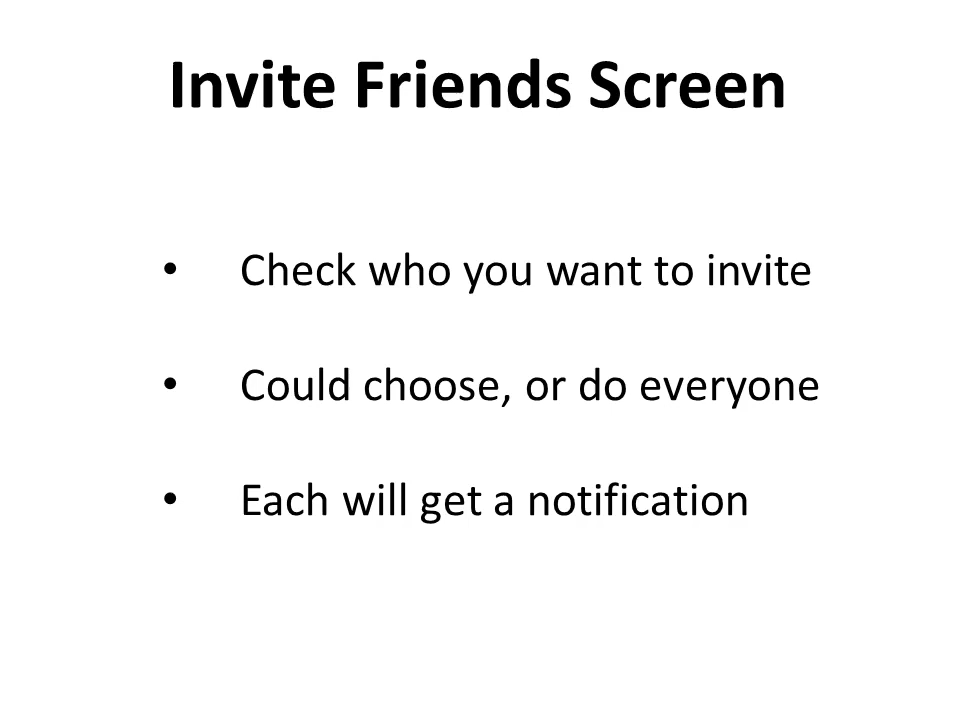 Invite Friends Screen
• Check who you want to invite
• Could choose, or do everyone
• Each will get a notification